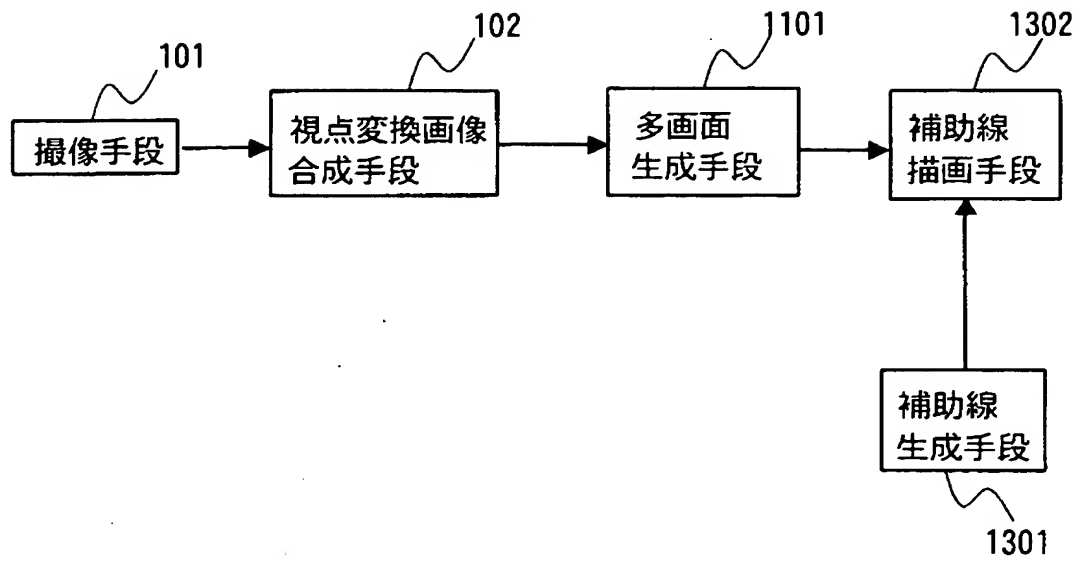 101
102
1101
1302
撮像手段
視点変換画像
合成手段
多画面
生成手段
補助線
描画手段
補助線
生成手段
1301